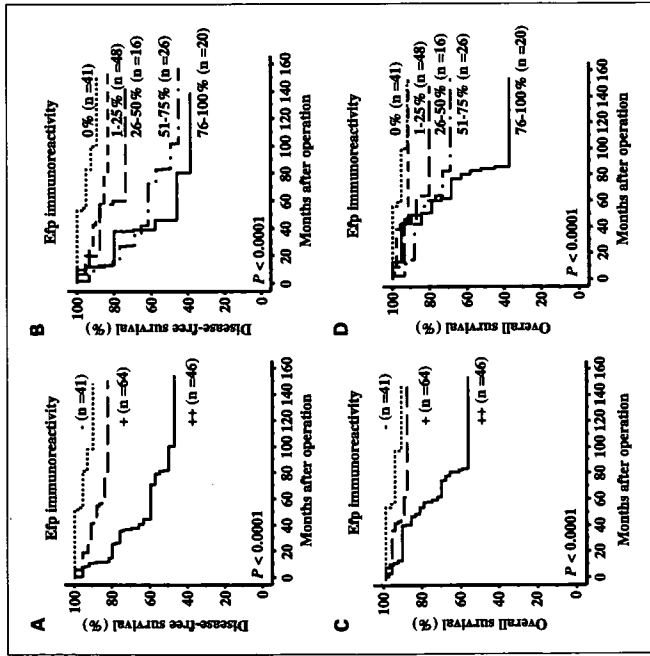 A
Efp immunoreactivity
Disease-free survival (%)
100
80
60
40
20
0
- (n =41)
+ (n =64)
++ (n =46)
P < 0.0001
0 20 40 60 80 100 120 140 160
Months after operation
B
Efp immunoreactivity
Disease-free survival (%)
100
80
60
40
20
0
0% (n =41)
1-25% (n =48)
26-50% (n =16)
51-75% (n =26)
76-100% (n =20)
P < 0.0001
0 20 40 60 80 100 120 140 160
Months after operation
C
Efp immunoreactivity
Overall survival (%)
100
80
60
40
20
0
- (n =41)
+ (n =64)
++ (n =46)
P < 0.0001
0 20 40 60 80 100 120 140 160
Months after operation
D
Efp immunoreactivity
Overall survival (%)
100
80
60
40
20
0
0% (n =41)
1-25% (n =48)
26-50% (n =16)
51-75% (n =26)
76-100% (n =20)
P < 0.0001
0 20 40 60 80 100 120 140 160
Months after operation